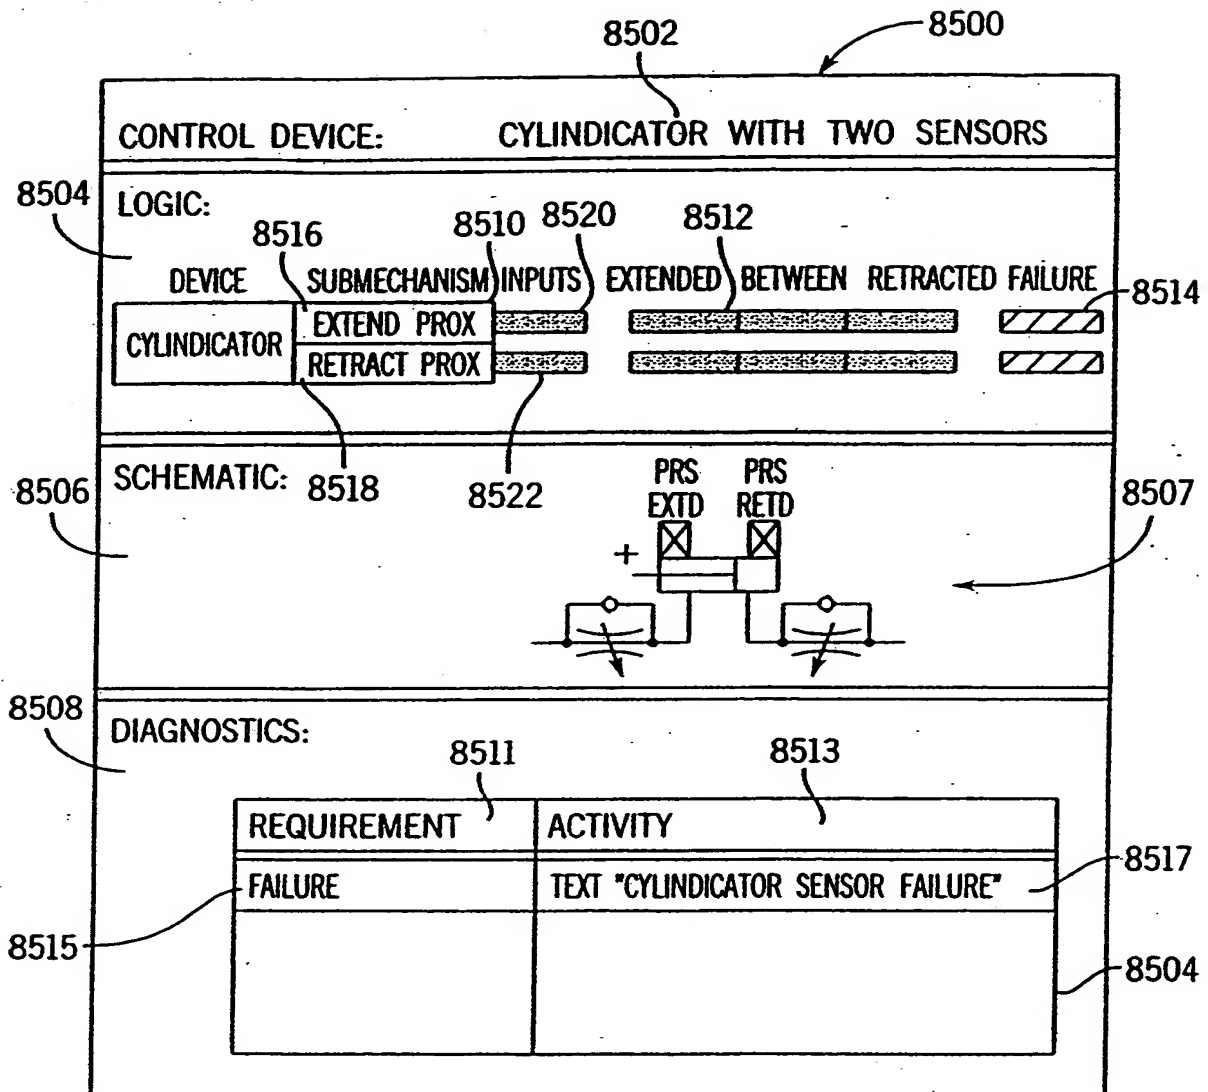 8502
8500
CONTROL DEVICE: CYLINDICATOR WITH TWO SENSORS
8504
LOGIC:
8516
8510
8520
8512
DEVICE SUBMECHANISM INPUTS EXTENDED BETWEEN RETRACTED FAILURE
8514
CYLINDICATOR
EXTEND PROX
RETRACT PROX
8506
SCHEMATIC:
8518
8522
PRS EXTD
PRS RETD
8507
+
8508
DIAGNOSTICS:
8511
8513
REQUIREMENT ACTIVITY
FAILURE TEXT "CYLINDICATOR SENSOR FAILURE"
8517
8515
8504